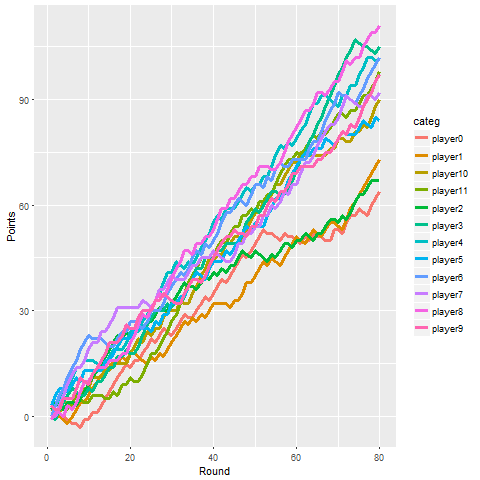 90
60
30
0
Points
0 20 40 60 80
Round
categ
player0
player1
player10
player11
player2
player3
player4
player5
player6
player7
player8
player9